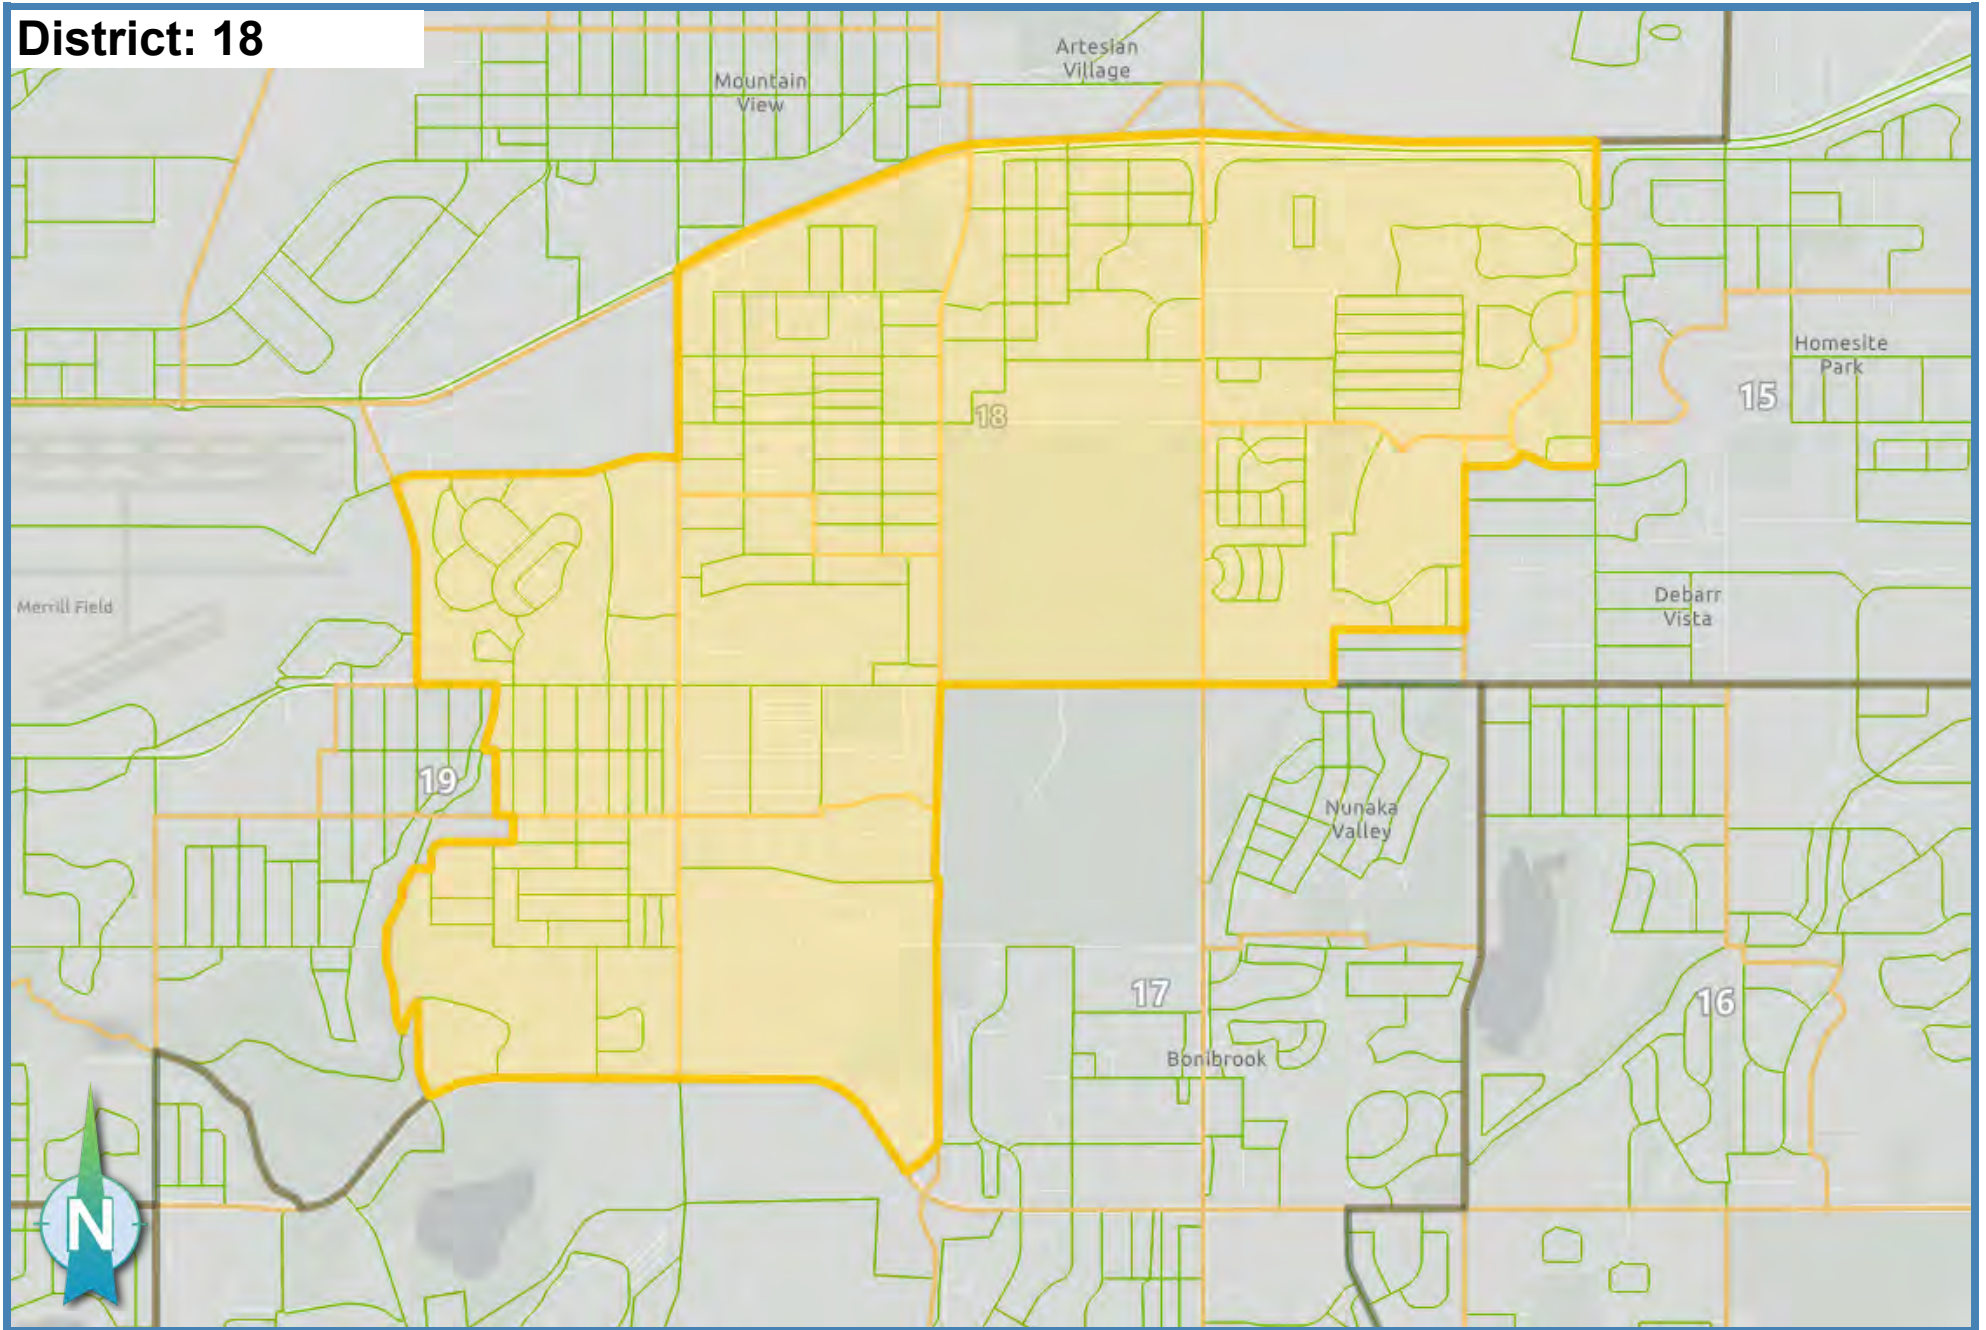 District: 18
Artesian
Village
Mountain
View
Homesite
Park
15
18
Merrill Field
Debarr
Vista
19
Nunaka
Valley
17
16
Bonibrook
N